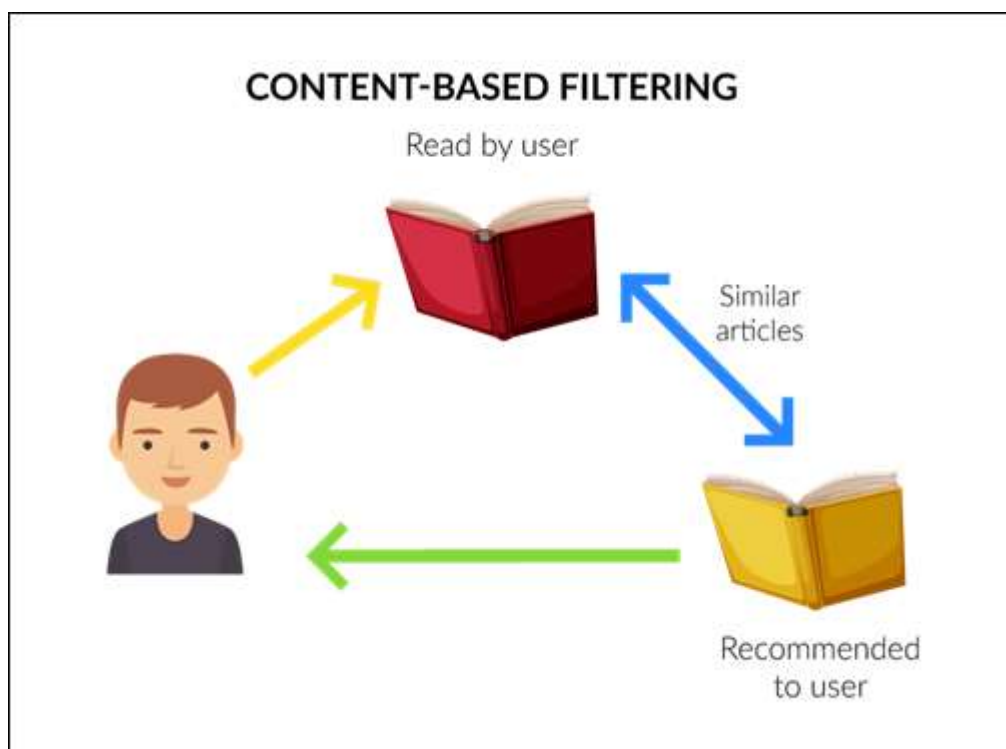 CONTENT-BASED FILTERING
Read by user
Similar
articles
Recommended
to user